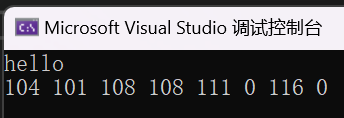 Microsoft Visual Studio 调试控制台
hello
104 101 108 108 111 0 116 0